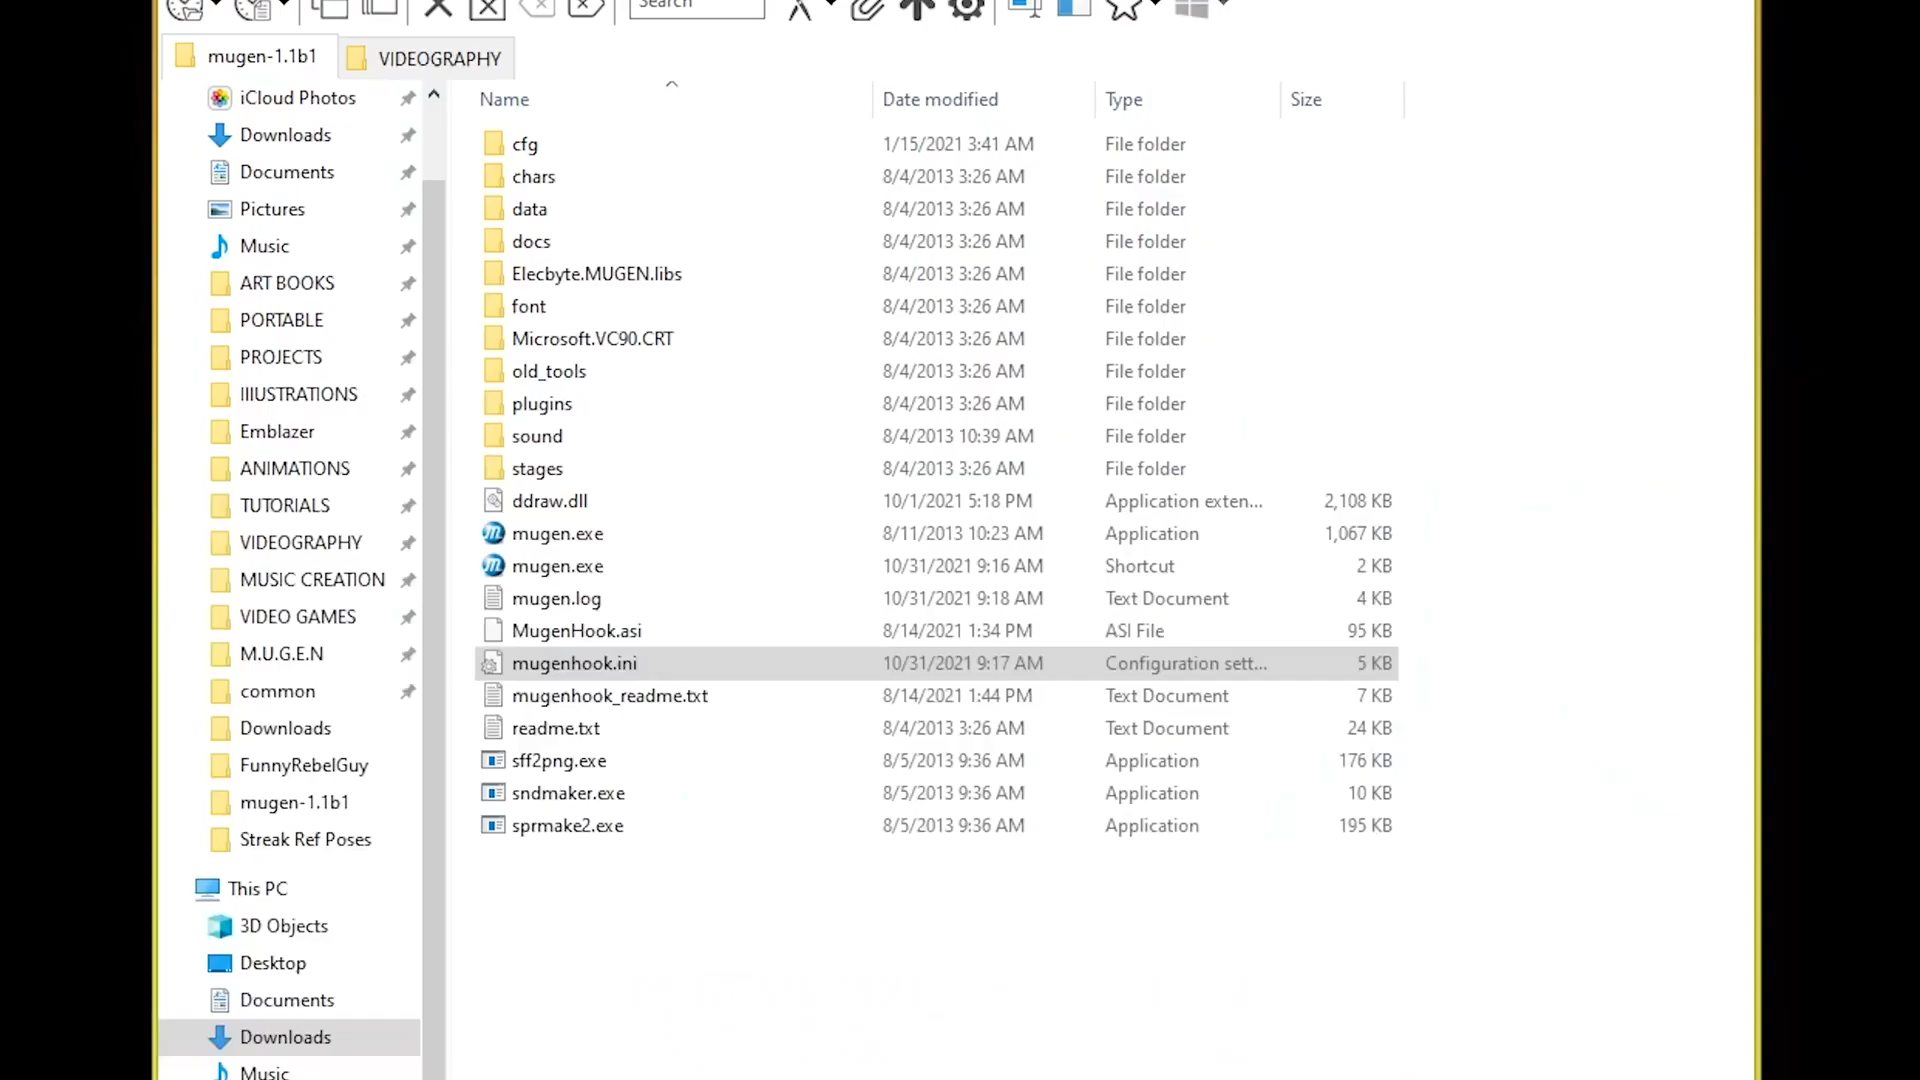 Search
mugen-1.1b1
VIDEOGRAPHY
iCloud Photos
Downloads
Documents
Pictures
Music
ART BOOKS
PORTABLE
PROJECTS
IIIUSTRATIONS
Emblazer
ANIMATIONS
TUTORIALS
VIDEOGRAPHY
MUSIC CREATION
VIDEO GAMES
M.U.G.E.N
common
Downloads
FunnyRebelGuy
mugen-1.1b1
Streak Ref Poses
This PC
3D Objects
Desktop
Documents
Downloads
Music
Name Date modified Type Size
cfg 1/15/2021 3:41 AM File folder
chars 8/4/2013 3:26 AM File folder
data 8/4/2013 3:26 AM File folder
docs 8/4/2013 3:26 AM File folder
Elecbyte.MUGEN.libs 8/4/2013 3:26 AM File folder
font 8/4/2013 3:26 AM File folder
Microsoft.VC90.CRT 8/4/2013 3:26 AM File folder
old_tools 8/4/2013 3:26 AM File folder
plugins 8/4/2013 3:26 AM File folder
sound 8/4/2013 10:39 AM File folder
stages 8/4/2013 3:26 AM File folder
ddraw.dll 10/1/2021 5:18 PM Application exten... 2,108 KB
mugen.exe 8/11/2013 10:23 AM Application 1,067 KB
mugen.exe 10/31/2021 9:16 AM Shortcut 2 KB
mugen.log 10/31/2021 9:18 AM Text Document 4 KB
MugenHook.asi 8/14/2021 1:34 PM ASI File 95 KB
mugenhook.ini 10/31/2021 9:17 AM Configuration sett... 5 KB
mugenhook_readme.txt 8/14/2021 1:44 PM Text Document 7 KB
readme.txt 8/4/2013 3:26 AM Text Document 24 KB
sff2png.exe 8/5/2013 9:36 AM Application 176 KB
sndmaker.exe 8/5/2013 9:36 AM Application 10 KB
sprmake2.exe 8/5/2013 9:36 AM Application 195 KB